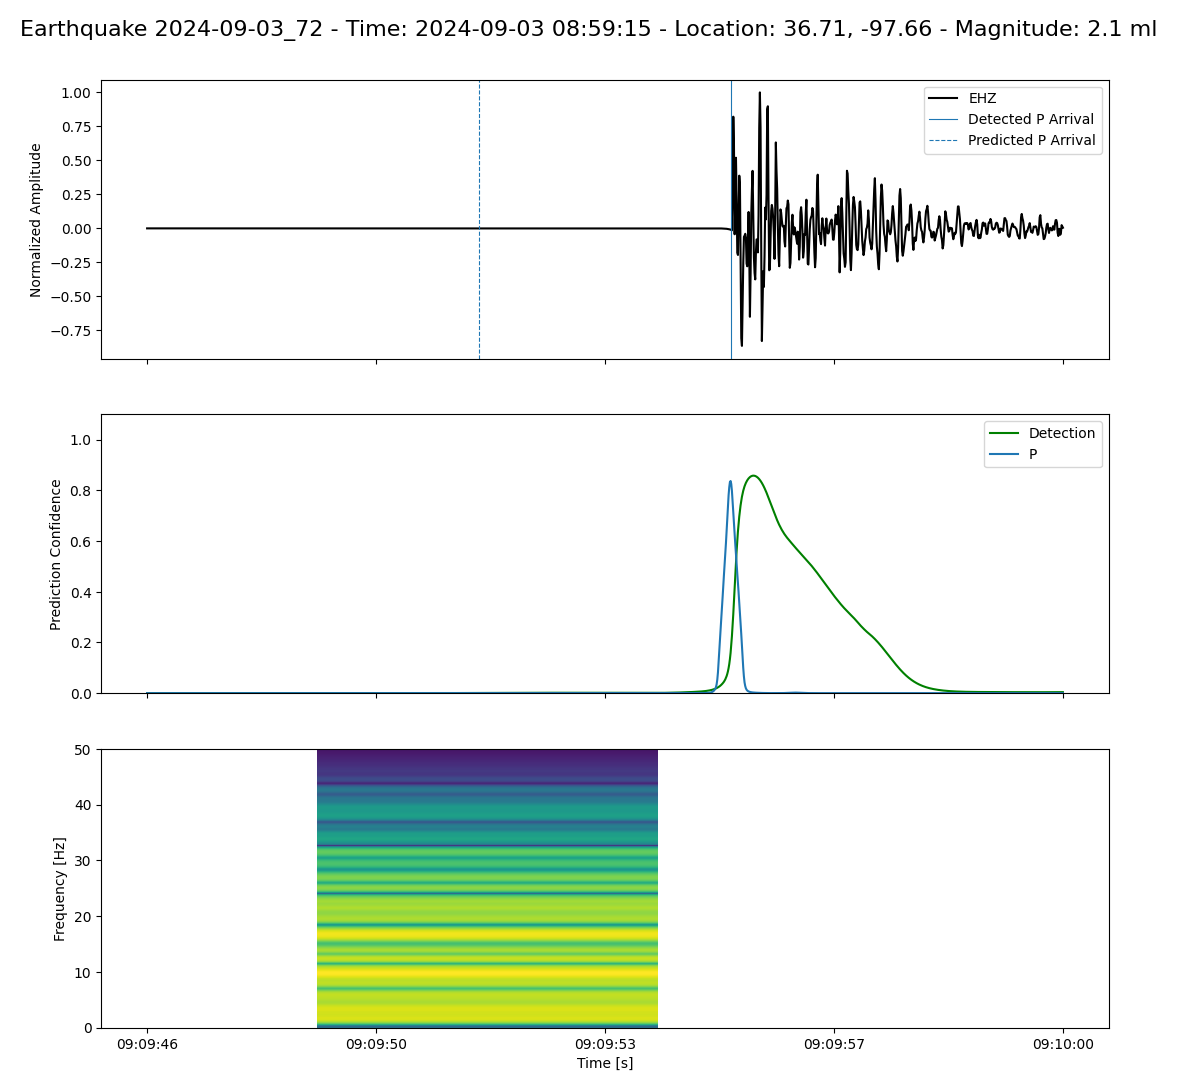 Earthquake 2024-09-03_72 - Time: 2024-09-03 08:59:15 - Location: 36.71, -97.66 - Magnitude: 2.1 ml
Normalized Amplitude
1.00
0.75
0.50
0.25
0.00
−0.25
−0.50
−0.75
EHZ
Detected P Arrival
Predicted P Arrival
Prediction Confidence
1.0
0.8
0.6
0.4
0.2
0.0
Detection
P
Frequency [Hz]
50
40
30
20
10
0
09:09:46 09:09:50 09:09:53 09:09:57 09:10:00
Time [s]